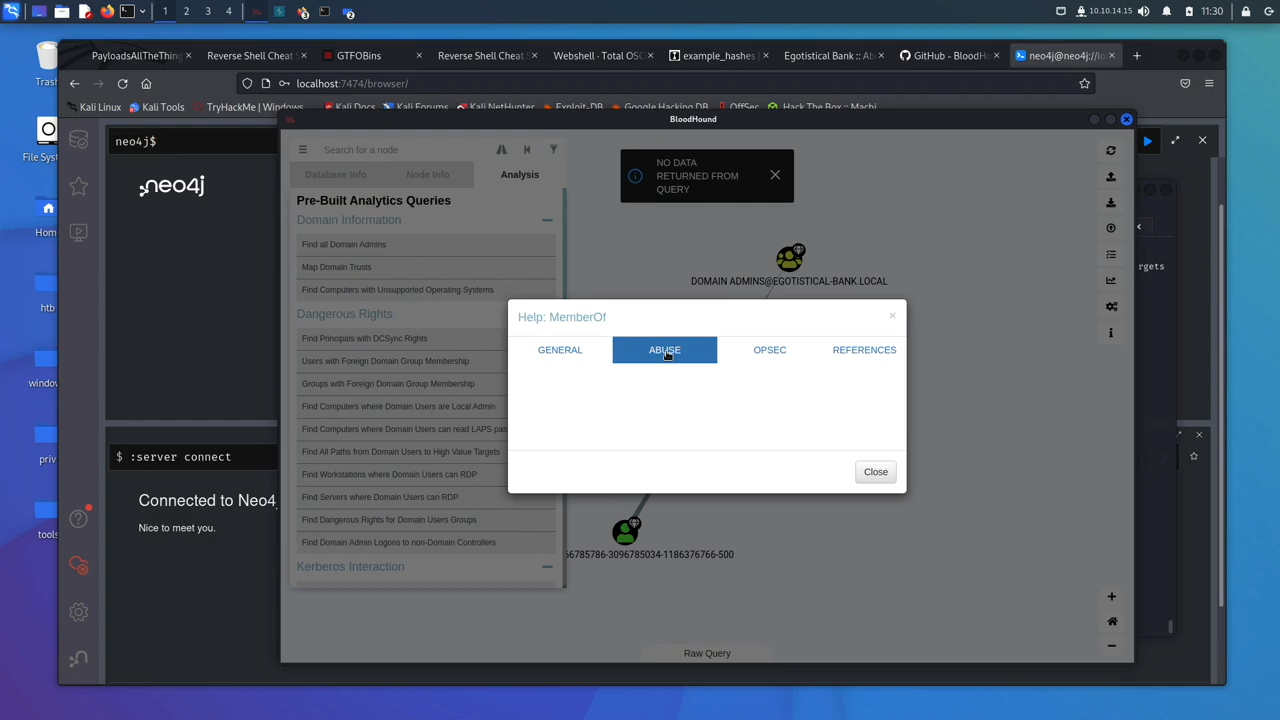 1 2 3 4
10.10.14.15
11:30
PayloadsAllTheThing
Reverse Shell Cheat S
GTFOBins
Reverse Shell Cheat
Webshell - Total OSC
example_hashes [
Egotistical Bank :: Ab
GitHub - BloodHo
neo4j@neo4j://lo
localhost:7474/browser/
Kali Linux
Kali Tools
TryHackMe | Windows
Kali Docs
Kali Forums
Kali NetHunter
Exploit-DB
Google Hacking DB
OffSec
Hack The Box :: Machi
Tras
File Sys
Hom
htb
window
priv
tools
neo4j$
neo4j
$ :server connect
Connected to Neo4
Nice to meet you.
rgets
BloodHound
Search for a node
Database Info
Node Info
Analysis
Pre-Built Analytics Queries
Domain Information
Find all Domain Admins
Map Domain Trusts
Find Computers with Unsupported Operating Systems
Dangerous Rights
Find Principals with DCSync Rights
Users with Foreign Domain Group Membership
Groups with Foreign Domain Group Membership
Find Computers where Domain Users are Local Admin
Find Computers where Domain Users can read LAPS pas
Find All Paths from Domain Users to High Value Targets
Find Workstations where Domain Users can RDP
Find Servers where Domain Users can RDP
Find Dangerous Rights for Domain Users Groups
Find Domain Admin Logons to non-Domain Controllers
Kerberos Interaction
NO DATA
RETURNED FROM
QUERY
DOMAIN ADMINS@EGOTISTICAL-BANK.LOCAL
Help: MemberOf
GENERAL
ABUSE
OPSEC
REFERENCES
Close
66785786-3096785034-1186376766-500
Raw Query